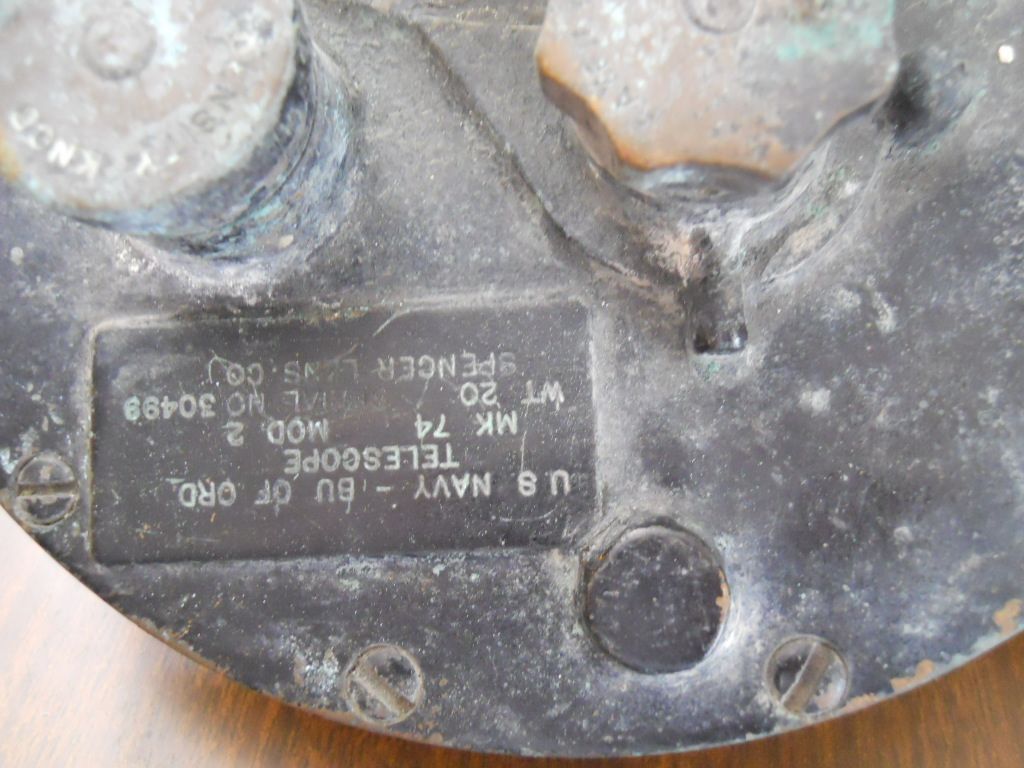 U.S. NAVY - BU OF ORD.
TELESCOPE
MK 74 MOD 2
WT 20 SERIAL NO 30499
SPENCER LENS CO.